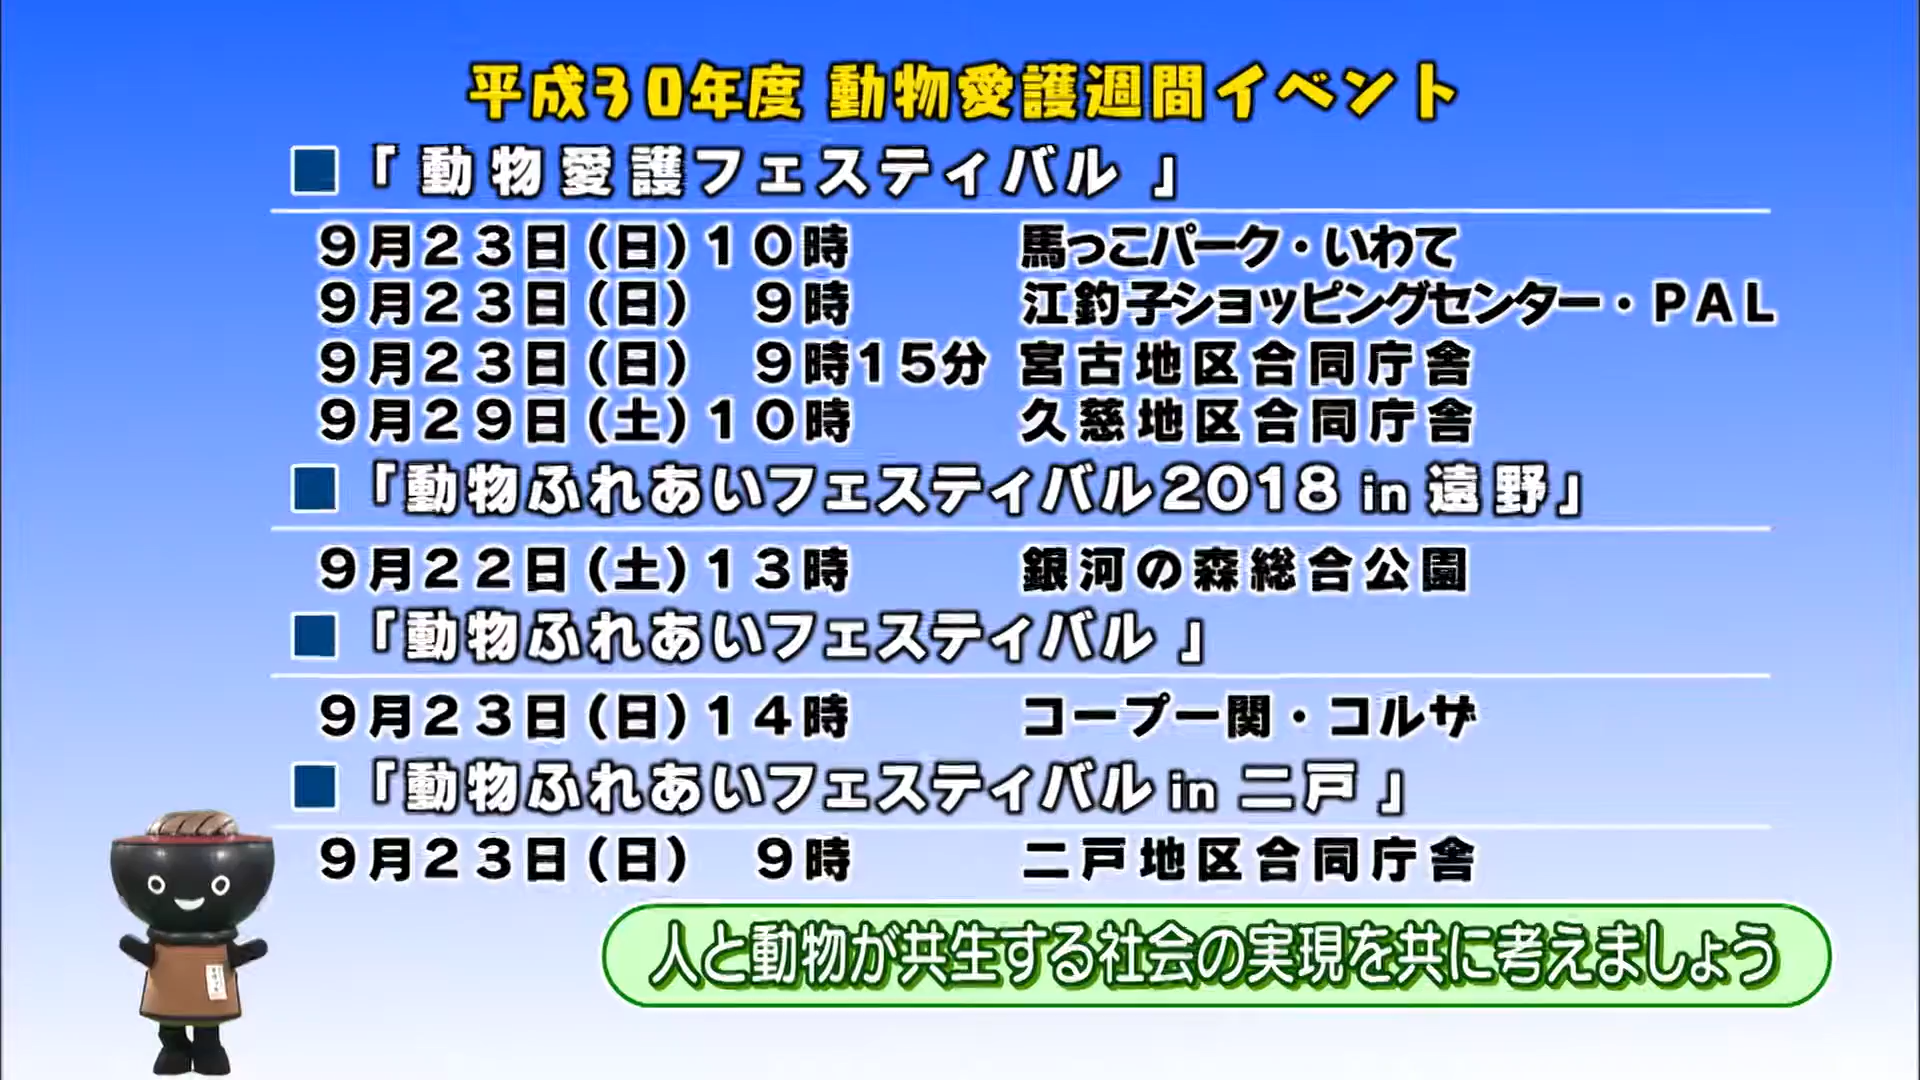 平成30年度 動物愛護週間イベント
■「動物愛護フェスティバル」
9月23日(日)10時 馬っこパーク・いわて
9月23日(日) 9時 江釣子ショッピングセンター・PAL
9月23日(日) 9時15分 宮古地区合同庁舎
9月29日(土)10時 久慈地区合同庁舎
■「動物ふれあいフェスティバル2018 in 遠野」
9月22日(土)13時 銀河の森総合公園
■「動物ふれあいフェスティバル」
9月23日(日)14時 コープ一関・コルザ
■「動物ふれあいフェスティバル in 二戸」
9月23日(日) 9時 二戸地区合同庁舎
人と動物が共生する社会の実現を共に考えましょう